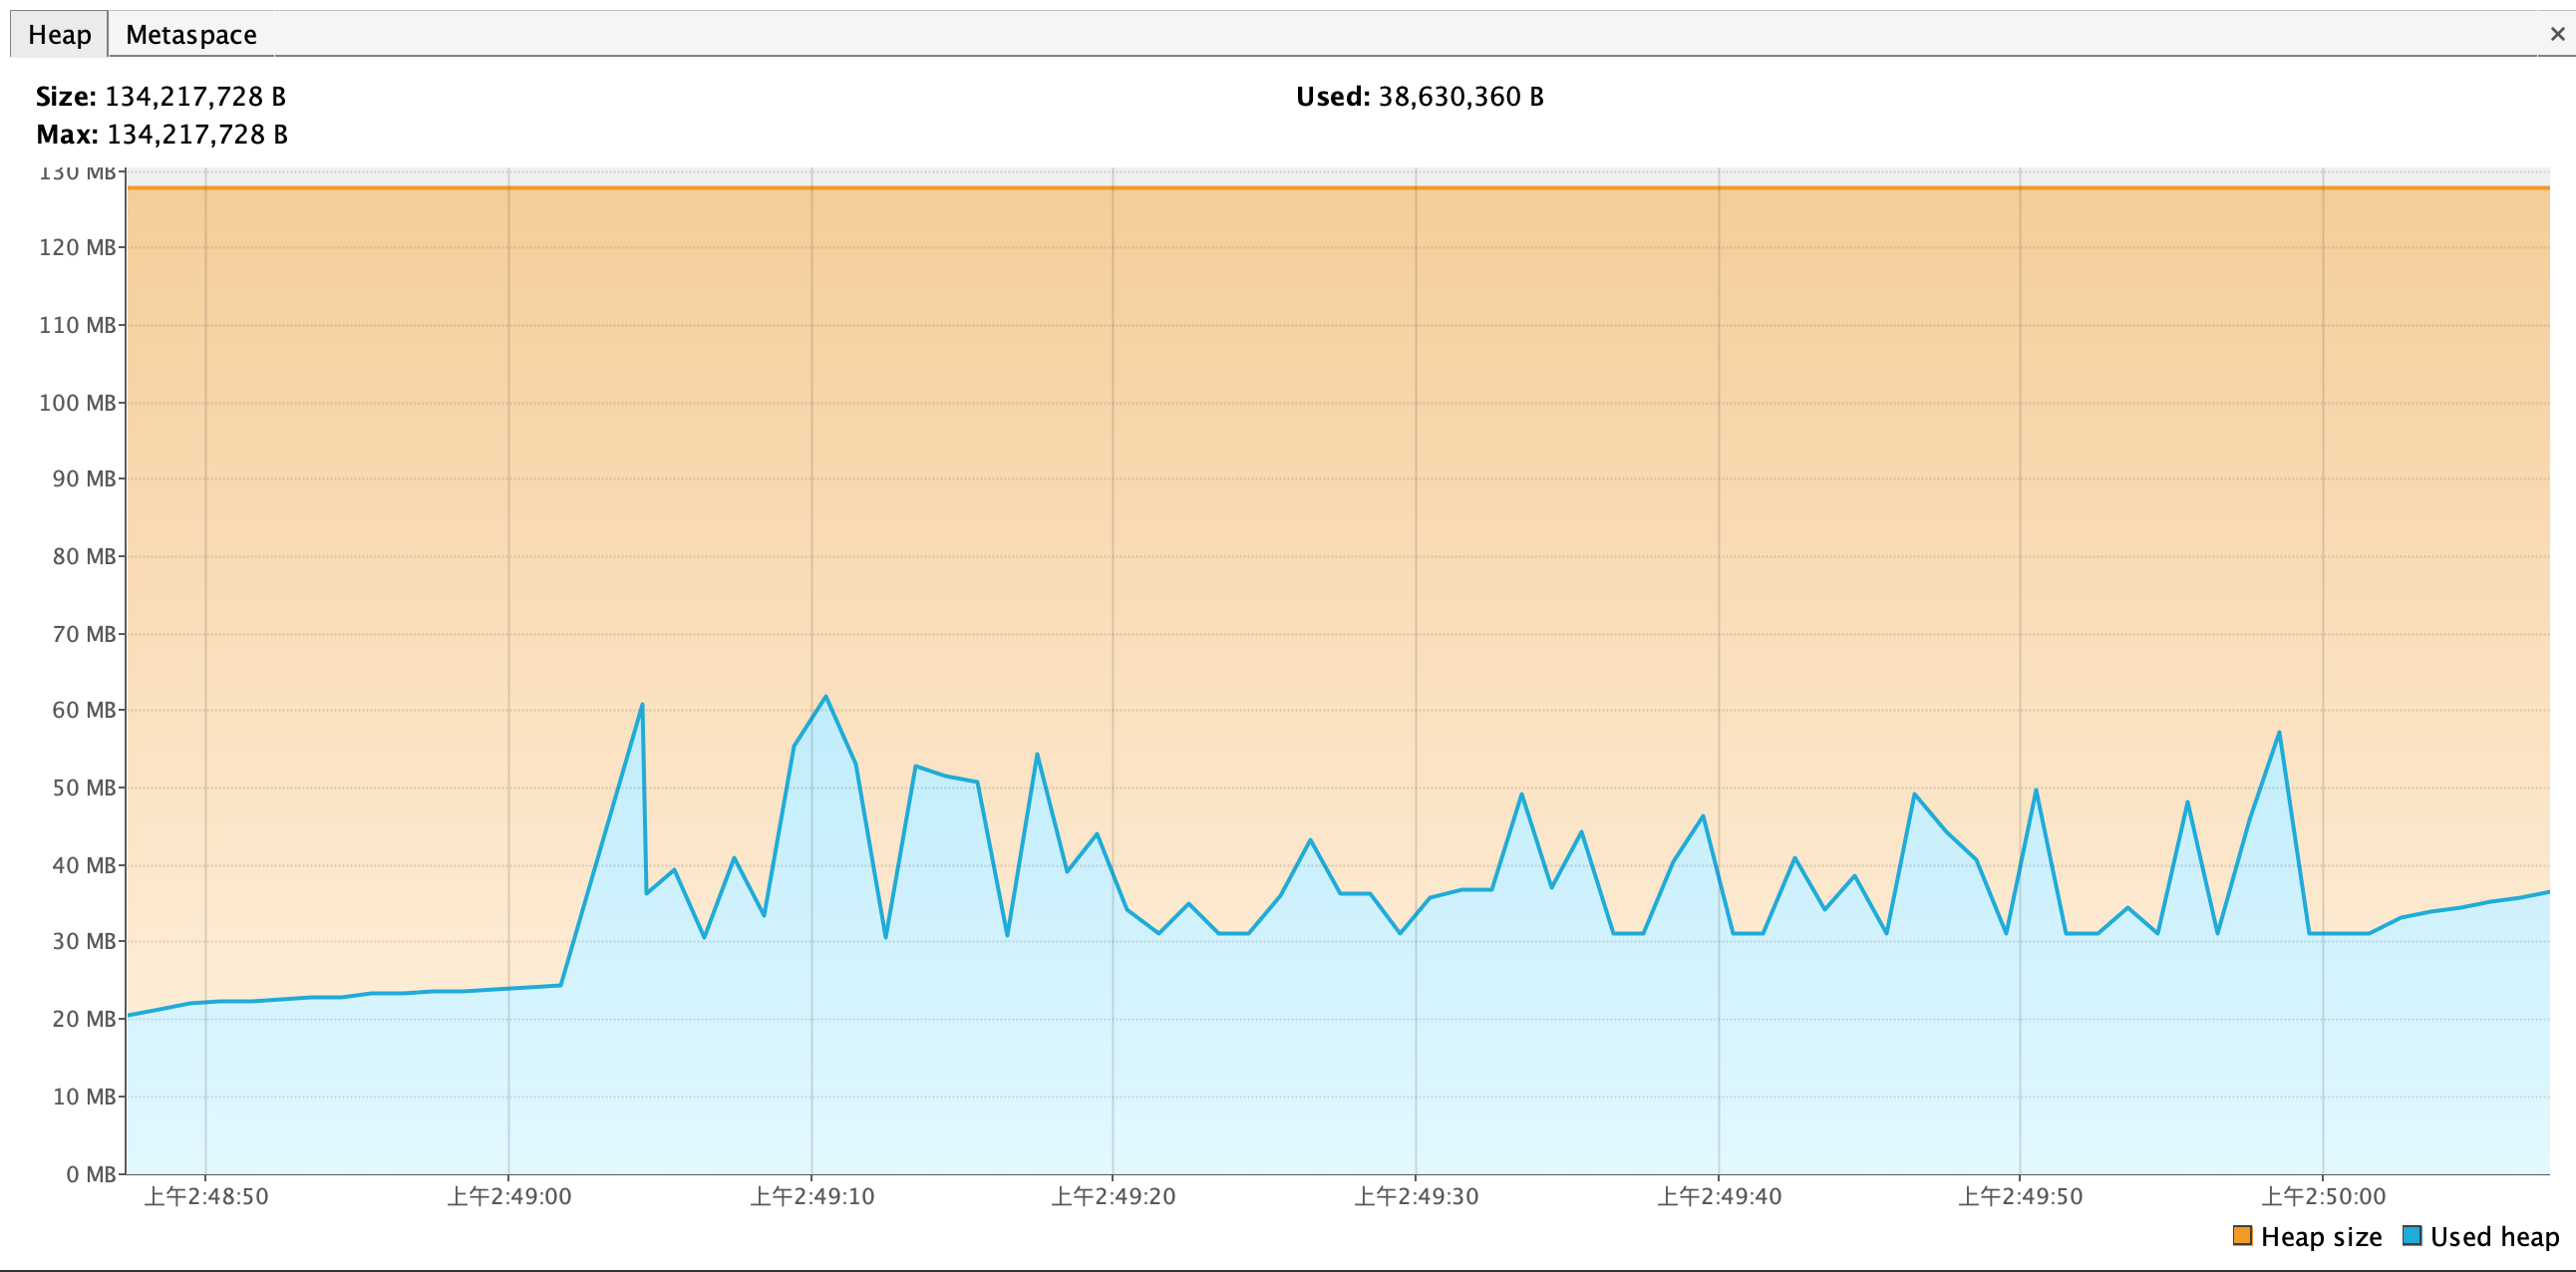 Heap Metaspace ×
Size: 134,217,728 B Used: 38,630,360 B
Max: 134,217,728 B
130 MB
120 MB
110 MB
100 MB
90 MB
80 MB
70 MB
60 MB
50 MB
40 MB
30 MB
20 MB
10 MB
0 MB
上午2:48:50 上午2:49:00 上午2:49:10 上午2:49:20 上午2:49:30 上午2:49:40 上午2:49:50 上午2:50:00
Heap size Used heap